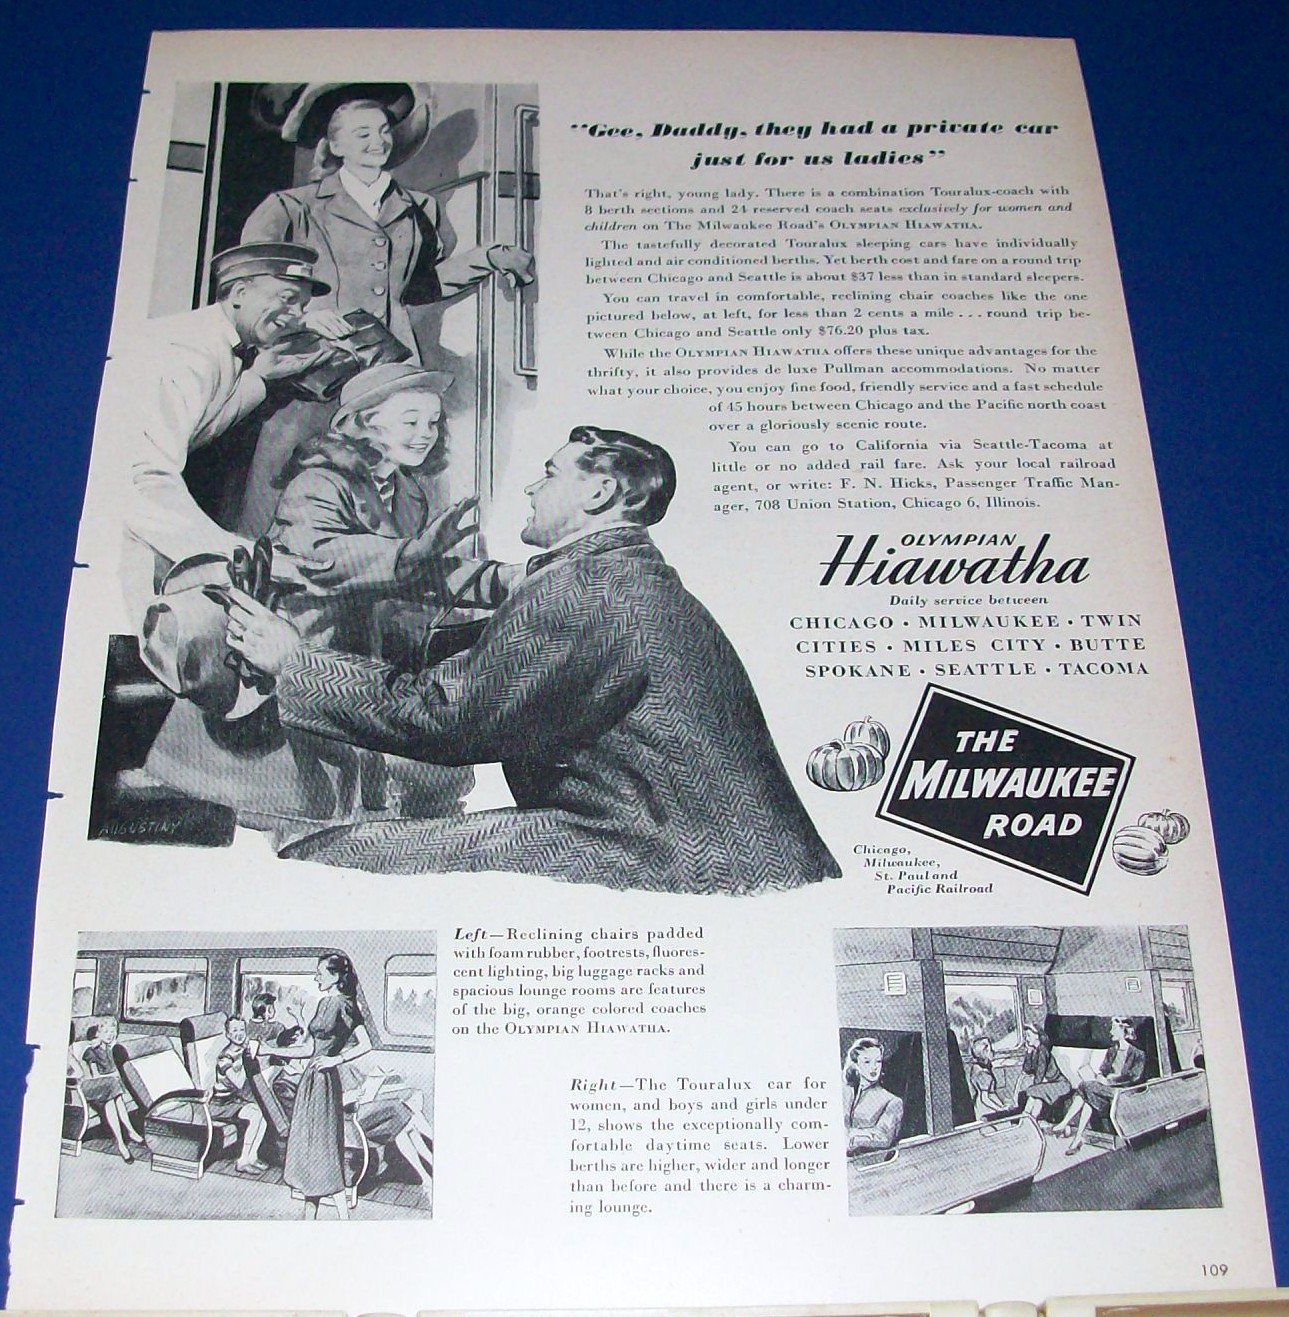 "Gee, Daddy, they had a private car
just for us ladies"
That's right, young lady. There is a combination Touralux-coach with
8 berth sections and 24 reserved coach seats exclusively for women and
children on The Milwaukee Road's OLYMPIAN HIAWATHA.
The tastefully decorated Touralux sleeping cars have individually
lighted and air conditioned berths. Yet berth cost and fare on a round trip
between Chicago and Seattle is about $37 less than in standard sleepers.
You can travel in comfortable, reclining chair coaches like the one
pictured below, at left, for less than 2 cents a mile . . . round trip be-
tween Chicago and Seattle only $76.20 plus tax.
While the OLYMPIAN HIAWATHA offers these unique advantages for the
thrifty, it also provides de luxe Pullman accommodations. No matter
what your choice, you enjoy fine food, friendly service and a fast schedule
of 45 hours between Chicago and the Pacific north coast
over a gloriously scenic route.
You can go to California via Seattle-Tacoma at
little or no added rail fare. Ask your local railroad
agent, or write: F. N. Hicks, Passenger Traffic Man-
ager, 708 Union Station, Chicago 6, Illinois.
OLYMPIAN
Hiawatha
Daily service between
CHICAGO • MILWAUKEE • TWIN
CITIES • MILES CITY • BUTTE
SPOKANE • SEATTLE • TACOMA
THE
MILWAUKEE
ROAD
Chicago,
Milwaukee,
St. Paul and
Pacific Railroad
AUGUSTINY
Left—Reclining chairs padded
with foam rubber, footrests, fluores-
cent lighting, big luggage racks and
spacious lounge rooms are features
of the big, orange colored coaches
on the OLYMPIAN HIAWATHA.
Right—The Touralux car for
women, and boys and girls under
12, shows the exceptionally com-
fortable daytime seats. Lower
berths are higher, wider and longer
than before and there is a charm-
ing lounge.
109